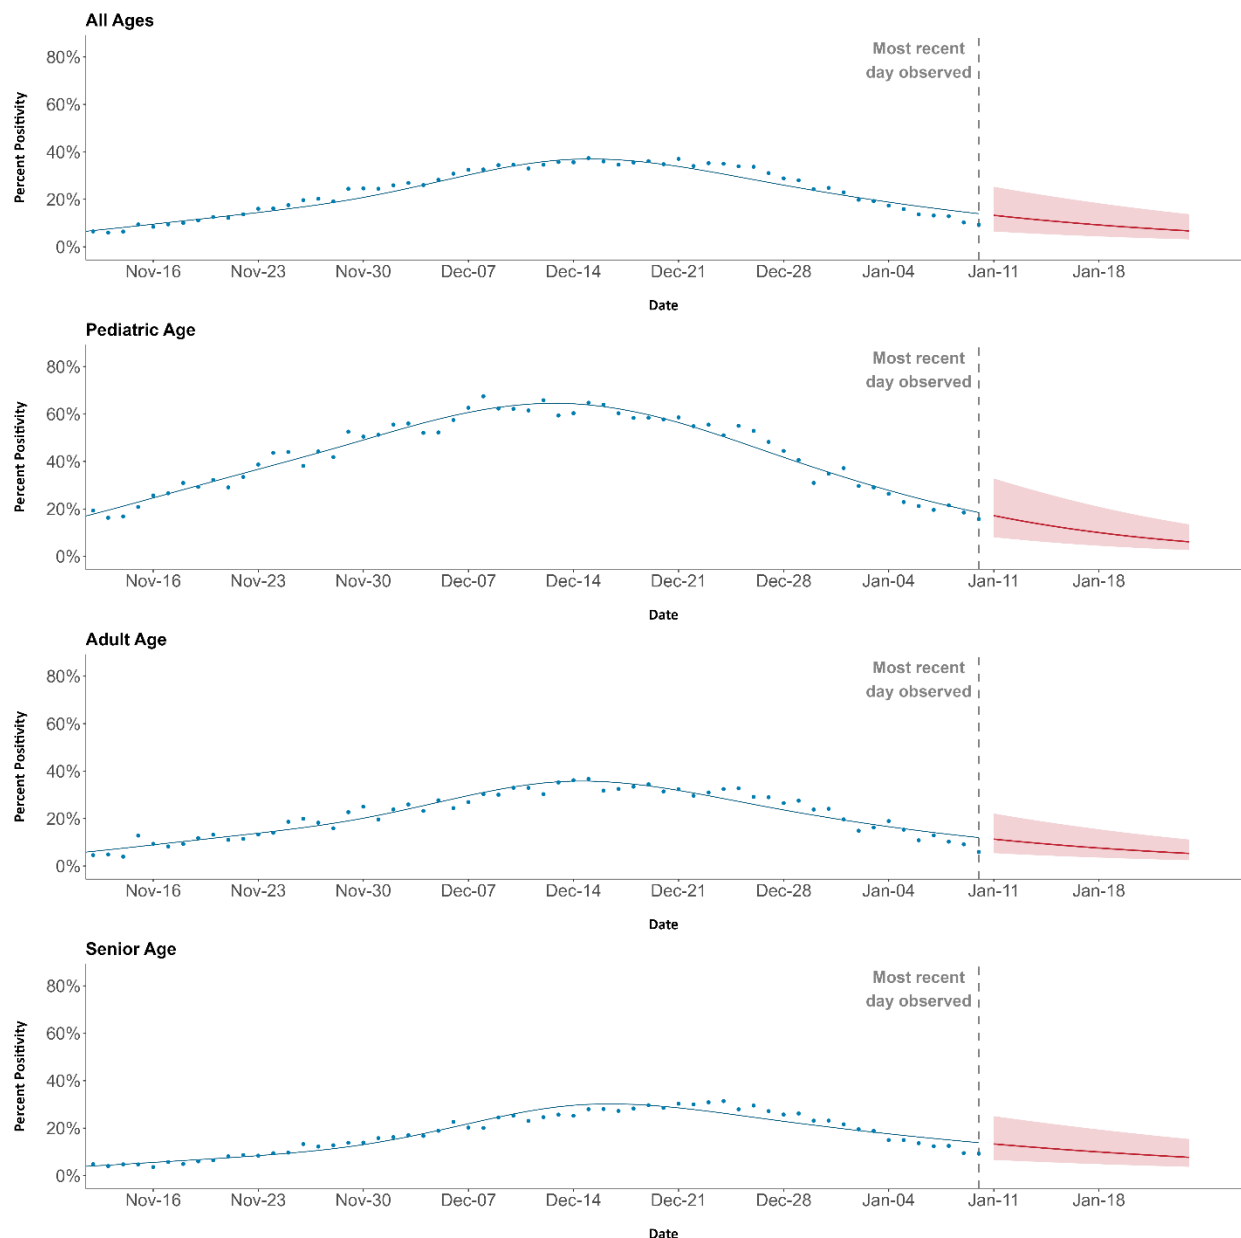 All Ages
Percent Positivity
80%
60%
40%
20%
0%
Most recent
day observed
Nov-16 Nov-23 Nov-30 Dec-07 Dec-14 Dec-21 Dec-28 Jan-04 Jan-11 Jan-18
Date
Pediatric Age
Percent Positivity
80%
60%
40%
20%
0%
Most recent
day observed
Nov-16 Nov-23 Nov-30 Dec-07 Dec-14 Dec-21 Dec-28 Jan-04 Jan-11 Jan-18
Date
Adult Age
Percent Positivity
80%
60%
40%
20%
0%
Most recent
day observed
Nov-16 Nov-23 Nov-30 Dec-07 Dec-14 Dec-21 Dec-28 Jan-04 Jan-11 Jan-18
Date
Senior Age
Percent Positivity
80%
60%
40%
20%
0%
Most recent
day observed
Nov-16 Nov-23 Nov-30 Dec-07 Dec-14 Dec-21 Dec-28 Jan-04 Jan-11 Jan-18
Date